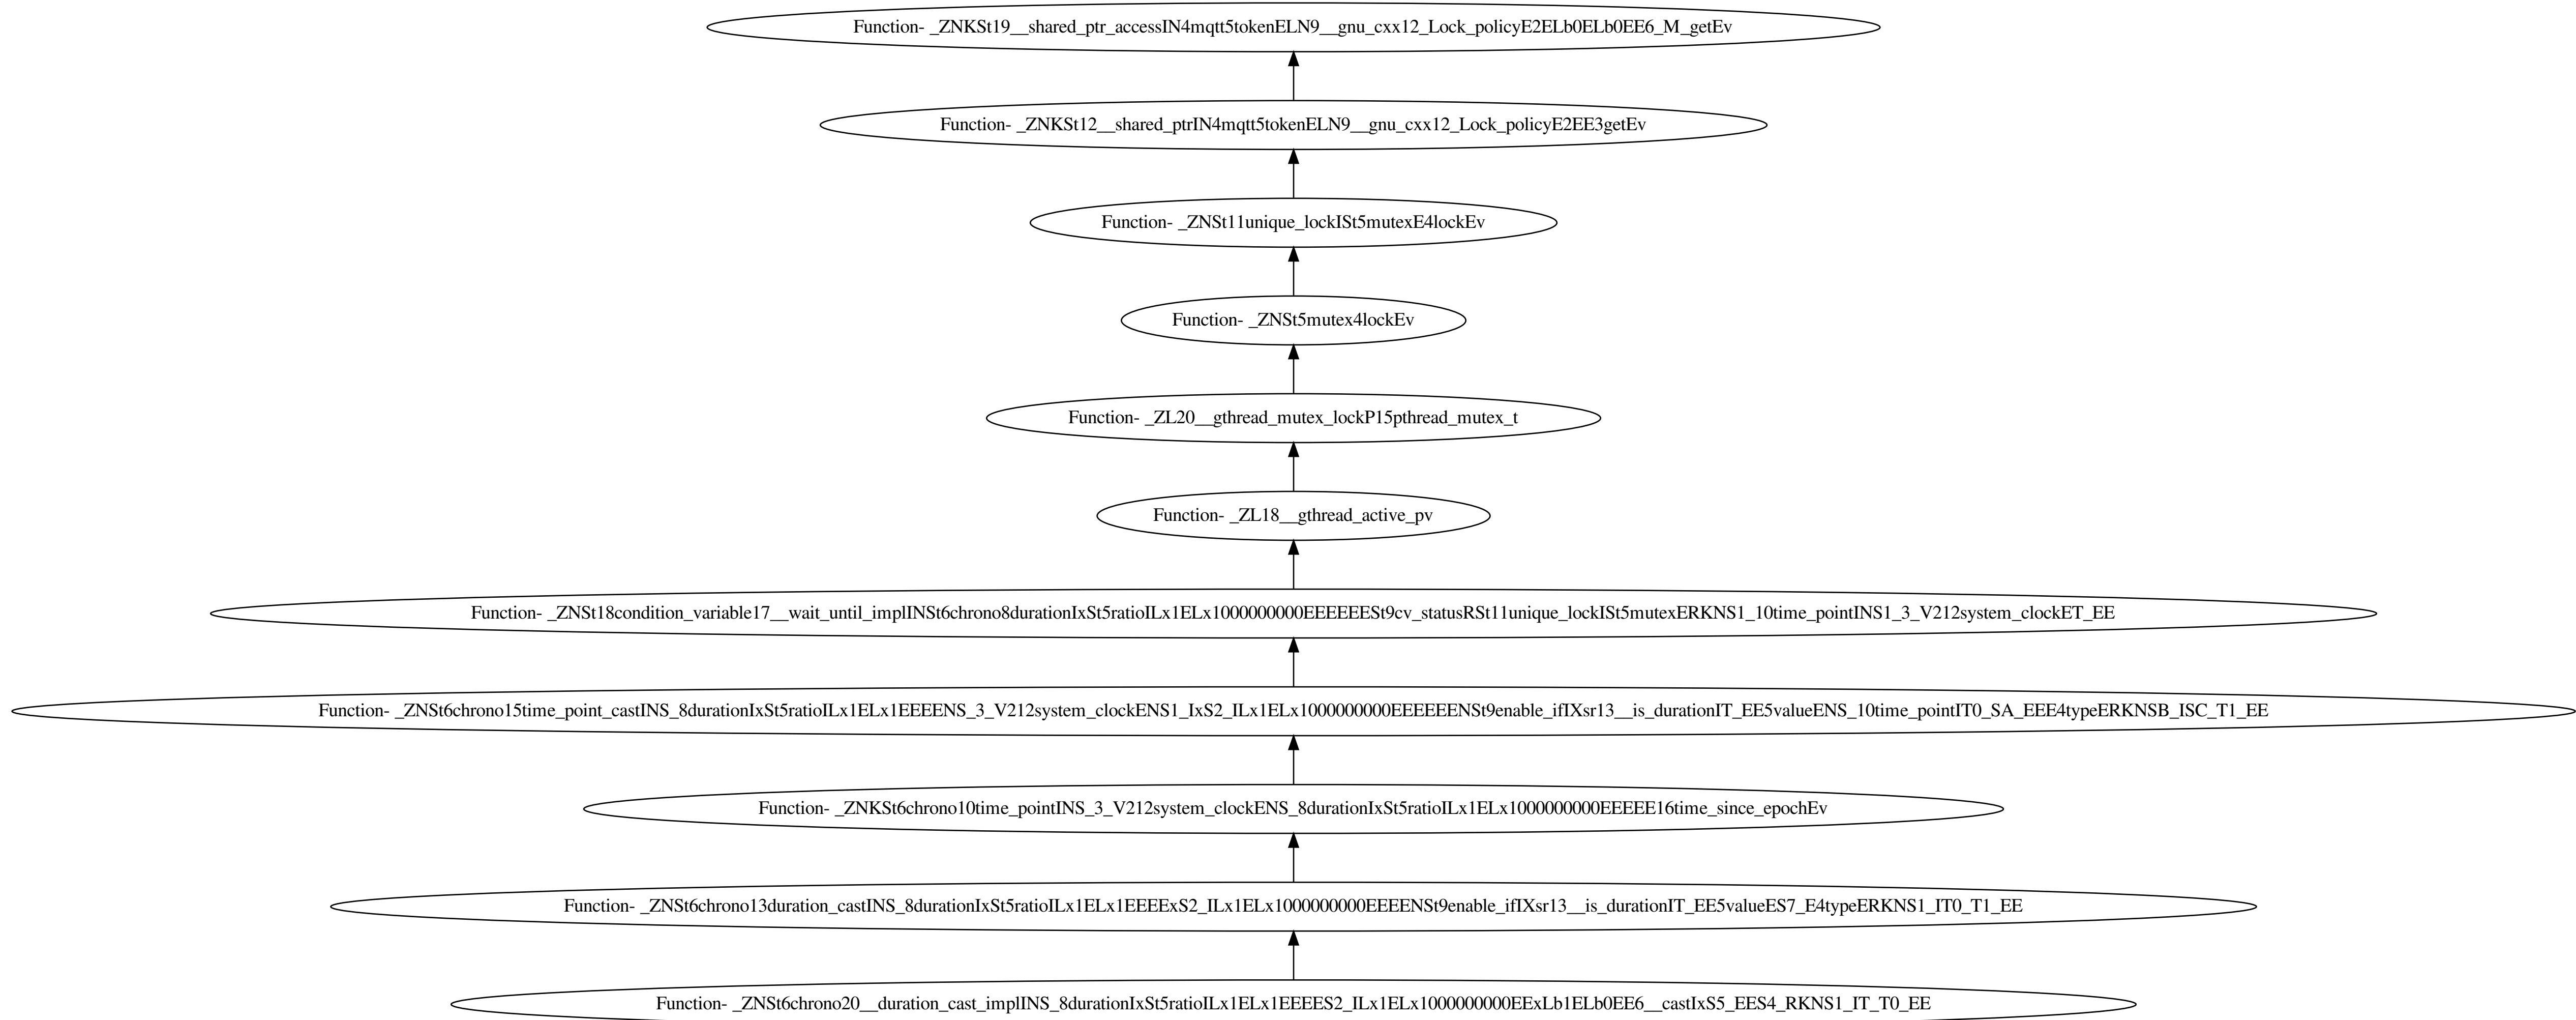 Function- _ZNKSt19__shared_ptr_accessIN4mqtt5tokenELN9__gnu_cxx12_Lock_policyE2ELb0ELb0EE6_M_getEv
Function- _ZNKSt12__shared_ptrIN4mqtt5tokenELN9__gnu_cxx12_Lock_policyE2EE3getEv
Function- _ZNSt11unique_lockISt5mutexE4lockEv
Function- _ZNSt5mutex4lockEv
Function- _ZL20__gthread_mutex_lockP15pthread_mutex_t
Function- _ZL18__gthread_active_pv
Function- _ZNSt18condition_variable17__wait_until_implINSt6chrono8durationIxSt5ratioILx1ELx1000000000EEEEEESt9cv_statusRSt11unique_lockISt5mutexERKNS1_10time_pointINS1_3_V212system_clockET_EE
Function- _ZNSt6chrono15time_point_castINS_8durationIxSt5ratioILx1ELx1EEEENS_3_V212system_clockENS1_IxS2_ILx1ELx1000000000EEEEEENSt9enable_ifIXsr13__is_durationIT_EE5valueENS_10time_pointIT0_SA_EEE4typeERKNSB_ISC_T1_EE
Function- _ZNKSt6chrono10time_pointINS_3_V212system_clockENS_8durationIxSt5ratioILx1ELx1000000000EEEEE16time_since_epochEv
Function- _ZNSt6chrono13duration_castINS_8durationIxSt5ratioILx1ELx1EEEExS2_ILx1ELx1000000000EEEENSt9enable_ifIXsr13__is_durationIT_EE5valueES7_E4typeERKNS1_IT0_T1_EE
Function- _ZNSt6chrono20__duration_cast_implINS_8durationIxSt5ratioILx1ELx1EEEES2_ILx1ELx1000000000EExLb1ELb0EE6__castIxS5_EES4_RKNS1_IT_T0_EE